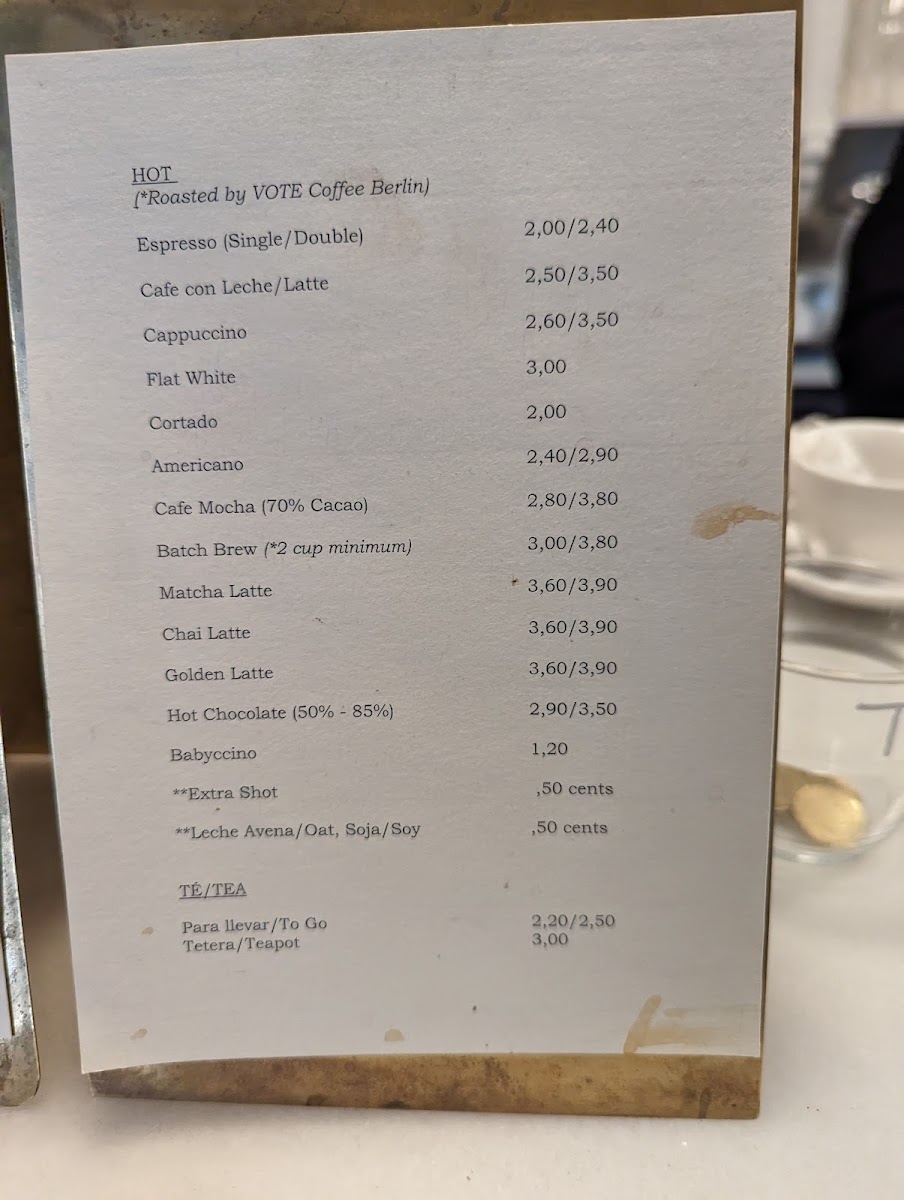 HOT
(*Roasted by VOTE Coffee Berlin)
Espresso (Single/Double) 2,00/2,40
Cafe con Leche/Latte 2,50/3,50
Cappuccino 2,60/3,50
Flat White 3,00
Cortado 2,00
Americano 2,40/2,90
Cafe Mocha (70% Cacao) 2,80/3,80
Batch Brew (*2 cup minimum) 3,00/3,80
Matcha Latte 3,60/3,90
Chai Latte 3,60/3,90
Golden Latte 3,60/3,90
Hot Chocolate (50% - 85%) 2,90/3,50
Babyccino 1,20
**Extra Shot ,50 cents
**Leche Avena/Oat, Soja/Soy ,50 cents
TÉ/TEA
Para llevar/To Go 2,20/2,50
Tetera/Teapot 3,00